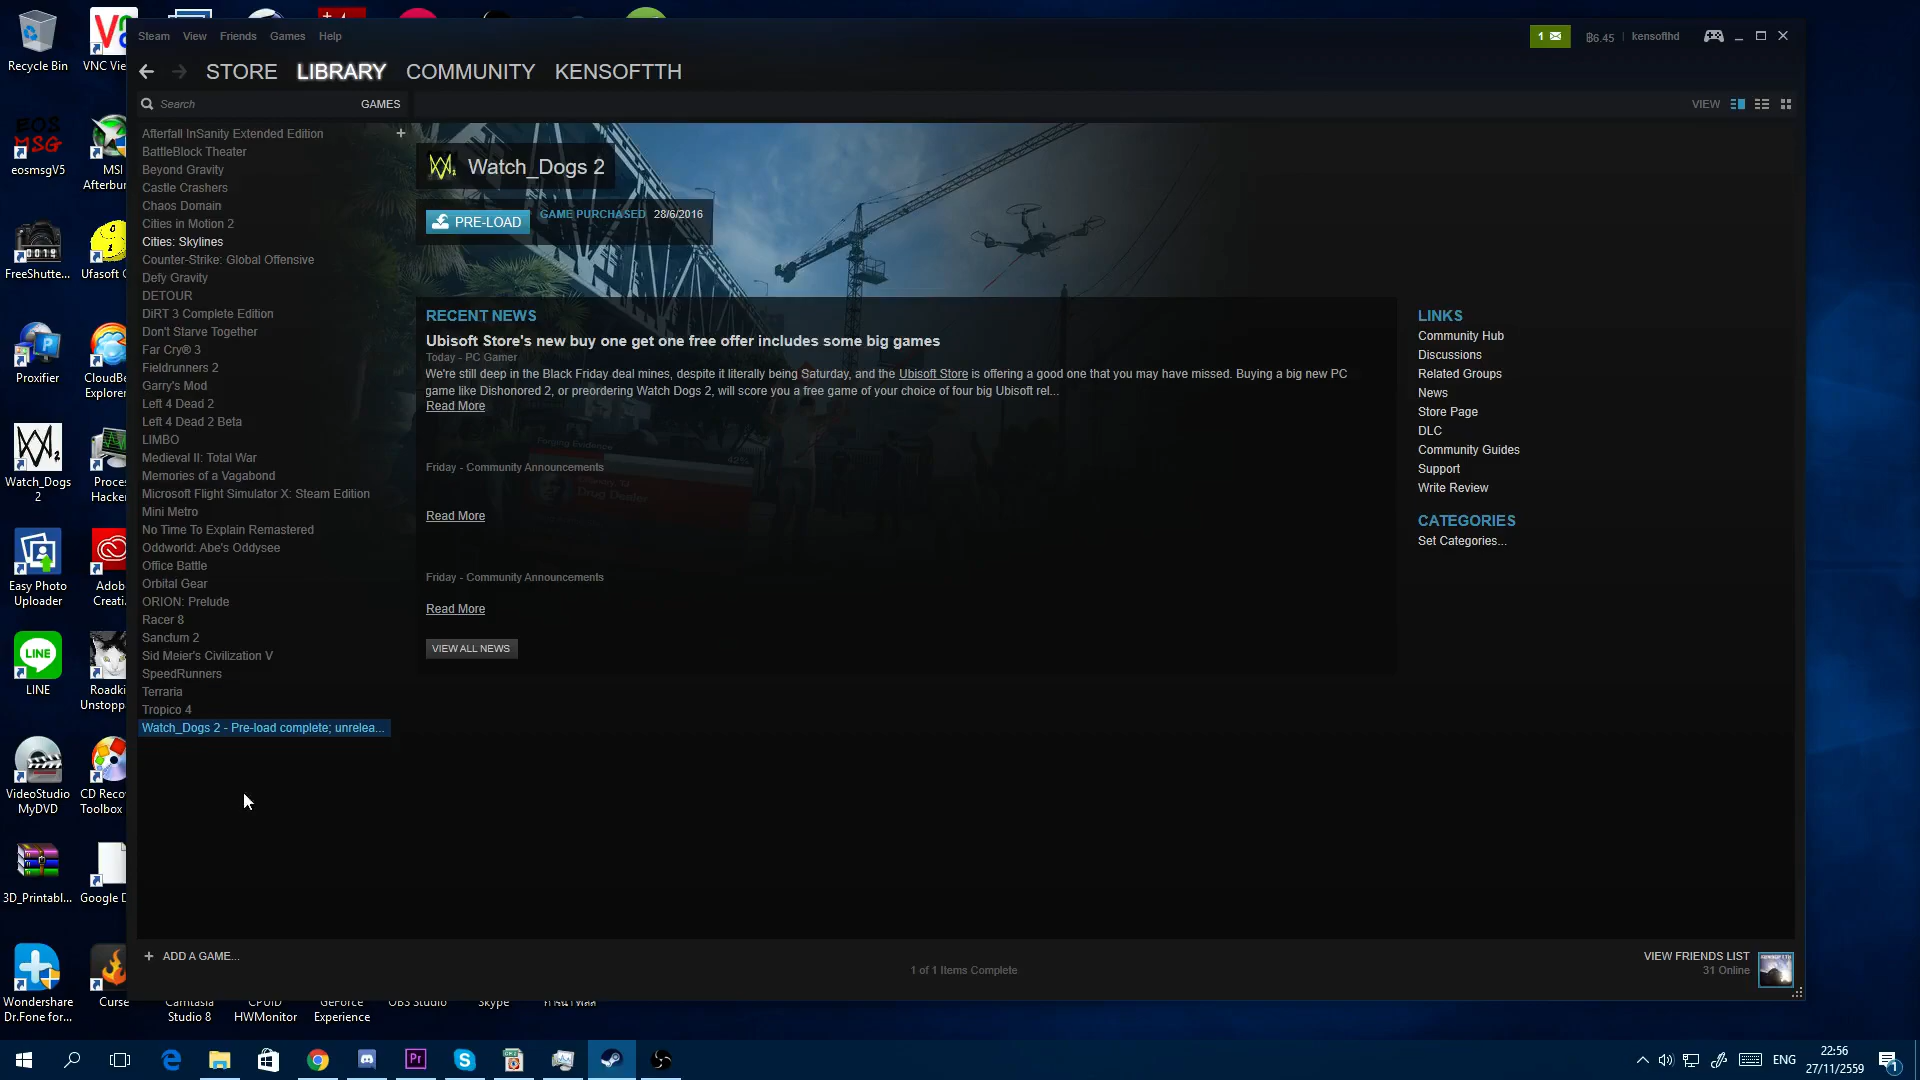 Steam View Friends Games Help
1
฿6.45 kensofthd
STORE LIBRARY COMMUNITY KENSOFTTH
Search
GAMES
VIEW
Afterfall InSanity Extended Edition
BattleBlock Theater
Beyond Gravity
Castle Crashers
Chaos Domain
Cities in Motion 2
Cities: Skylines
Counter-Strike: Global Offensive
Defy Gravity
DETOUR
DiRT 3 Complete Edition
Don't Starve Together
Far Cry® 3
Fieldrunners 2
Garry's Mod
Left 4 Dead 2
Left 4 Dead 2 Beta
LIMBO
Medieval II: Total War
Memories of a Vagabond
Microsoft Flight Simulator X: Steam Edition
Mini Metro
No Time To Explain Remastered
Oddworld: Abe's Oddysee
Office Battle
Orbital Gear
ORION: Prelude
Racer 8
Sanctum 2
Sid Meier's Civilization V
SpeedRunners
Terraria
Tropico 4
Watch_Dogs 2 - Pre-load complete; unrelea...
Watch_Dogs 2
PRE-LOAD
GAME PURCHASED 28/6/2016
RECENT NEWS
Ubisoft Store's new buy one get one free offer includes some big games
Today - PC Gamer
We're still deep in the Black Friday deal mines, despite it literally being Saturday, and the Ubisoft Store is offering a good one that you may have missed. Buying a big new PC
game like Dishonored 2, or preordering Watch Dogs 2, will score you a free game of your choice of four big Ubisoft rel...
Read More
Friday - Community Announcements
Read More
Friday - Community Announcements
Read More
VIEW ALL NEWS
LINKS
Community Hub
Discussions
Related Groups
News
Store Page
DLC
Community Guides
Support
Write Review
CATEGORIES
Set Categories...
ADD A GAME...
1 of 1 Items Complete
VIEW FRIENDS LIST
31 Online
Recycle Bin
VNC Vie
EOS
MSG
eosmsgV5
MSI
Afterbur
0019
FreeShutte...
Ufasoft C
Proxifier
CloudBe
Explorer
Watch_Dogs
2
Proces
Hacker
Easy Photo
Uploader
Adob
Creati
LINE
LINE
Roadki
Unstopp
VideoStudio
MyDVD
CD Reco
Toolbox
3D_Printabl...
Google D
Wondershare
Dr.Fone for...
Curse
Camtasia
Studio 8
CPUID
HWMonitor
GeForce
Experience
OBS Studio
Skype
Pr
ENG
22:56
27/11/2559
1